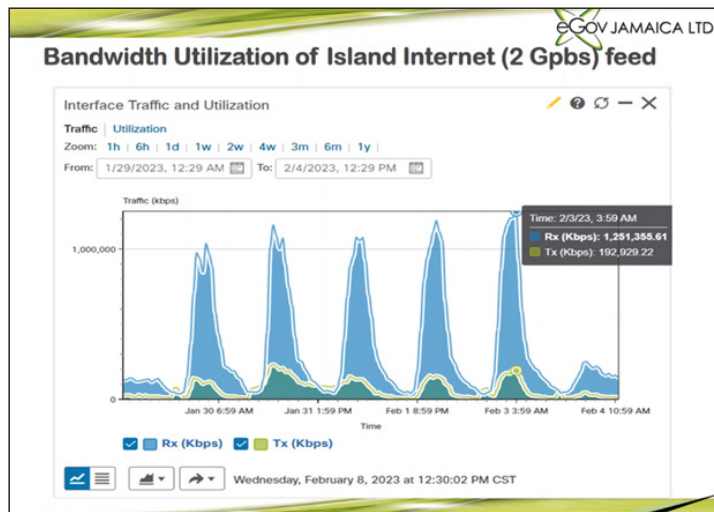 eGov JAMAICA LTD
Bandwidth Utilization of Island Internet (2 Gpbs) feed
Interface Traffic and Utilization
Traffic | Utilization
Zoom: 1h | 6h | 1d | 1w | 2w | 4w | 3m | 6m | 1y |
From: 1/29/2023, 12:29 AM To: 2/4/2023, 12:29 PM
Traffic (kbps)
Time: 2/3/23, 3:59 AM
Rx (Kbps): 1,251,355.61
Tx (Kbps): 192,929.22
1,000,000
0
Jan 30 6:59 AM Jan 31 1:59 PM Feb 1 8:59 PM Feb 3 3:59 AM Feb 4 10:59 AM
Time
Rx (Kbps) Tx (Kbps)
Wednesday, February 8, 2023 at 12:30:02 PM CST